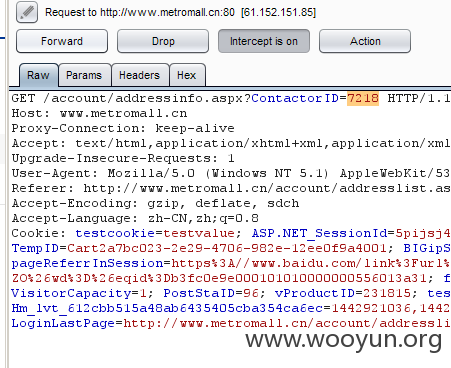 Request to http://www.metromall.cn:80 [61.152.151.85]
Forward Drop Intercept is on Action
Raw Params Headers Hex
GET /account/addressinfo.aspx?ContactorID=7218 HTTP/1.1
Host: www.metromall.cn
Proxy-Connection: keep-alive
Accept: text/html,application/xhtml+xml,application/xml
Upgrade-Insecure-Requests: 1
User-Agent: Mozilla/5.0 (Windows NT 5.1) AppleWebKit/53
Referer: http://www.metromall.cn/account/addresslist.as
Accept-Encoding: gzip, deflate, sdch
Accept-Language: zh-CN,zh;q=0.8
Cookie: testcookie=testvalue; ASP.NET_SessionId=5pijsj4
TempID=Cart2a7bc023-2e29-4706-982e-12ee0f9a4001; BIGipS
pageReferrInSession=https%3A//www.baidu.com/link%3Furl%
ZO%26wd%3D%26eqid%3Db3fc0e9e000101010000000556013a31; f
VisitorCapacity=1; PostStaID=96; vProductID=231815; tes
Hm_lvt_612cbb515a48ab6435405cba354ca6ec=1442921036,1442
LoginLastPage=http://www.metromall.cn/account/addressli
www.wooyun.org